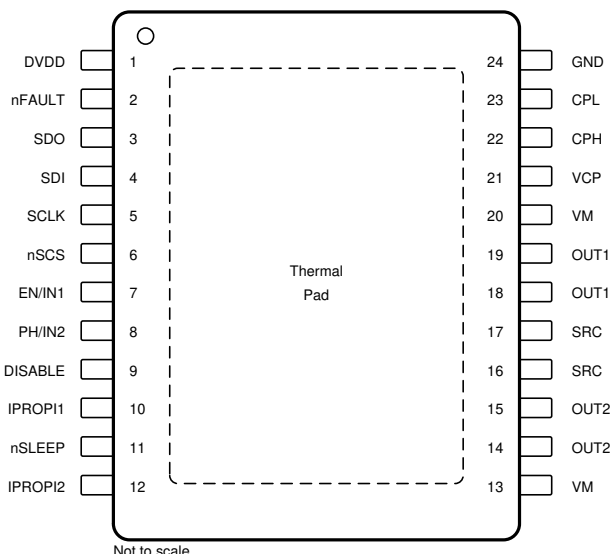 DVDD 1 24 GND
nFAULT 2 23 CPL
SDO 3 22 CPH
SDI 4 21 VCP
SCLK 5 20 VM
nSCS 6 19 OUT1
EN/IN1 7 18 OUT1
PH/IN2 8 17 SRC
DISABLE 9 16 SRC
IPROPI1 10 15 OUT2
nSLEEP 11 14 OUT2
IPROPI2 12 13 VM
Thermal
Pad
Not to scale